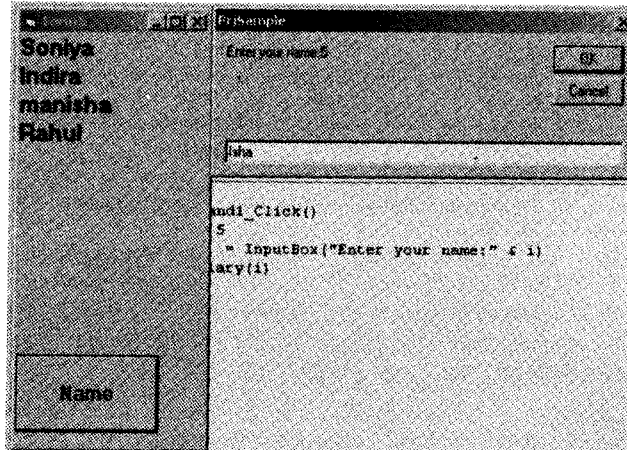 Soniya
Indira
manisha
Rahul
Name
PrjSample
Enter your name:5
OK
Cancel
isha
and1_Click()
5
= InputBox("Enter your name:" & i)
ary(i)